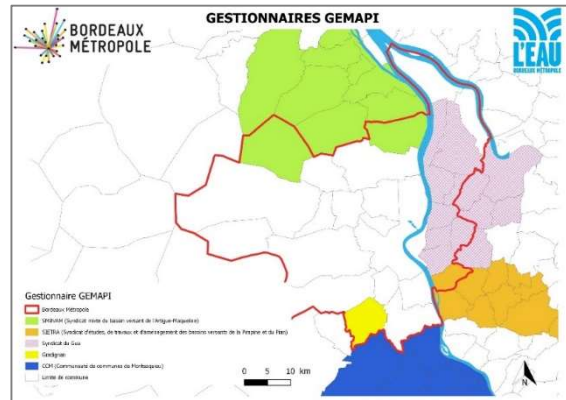 BORDEAUX
MÉTROPOLE
GESTIONNAIRES GEMAPI
L'EAU
BORDEAUX MÉTROPOLE
Gestionnaire GEMAPI
Bordeaux Métropole
SMBVAM (Syndicat mixte du bassin versant de l'Artigue-Maqueline)
SIETRA (Syndicat d'études, de travaux et d'aménagement des bassins versants de la Pimpine et du Pian)
Syndicat du Gua
Gradignan
CCM (Communauté de communes de Montesquieu)
Limite de commune
0 5 10 km
N